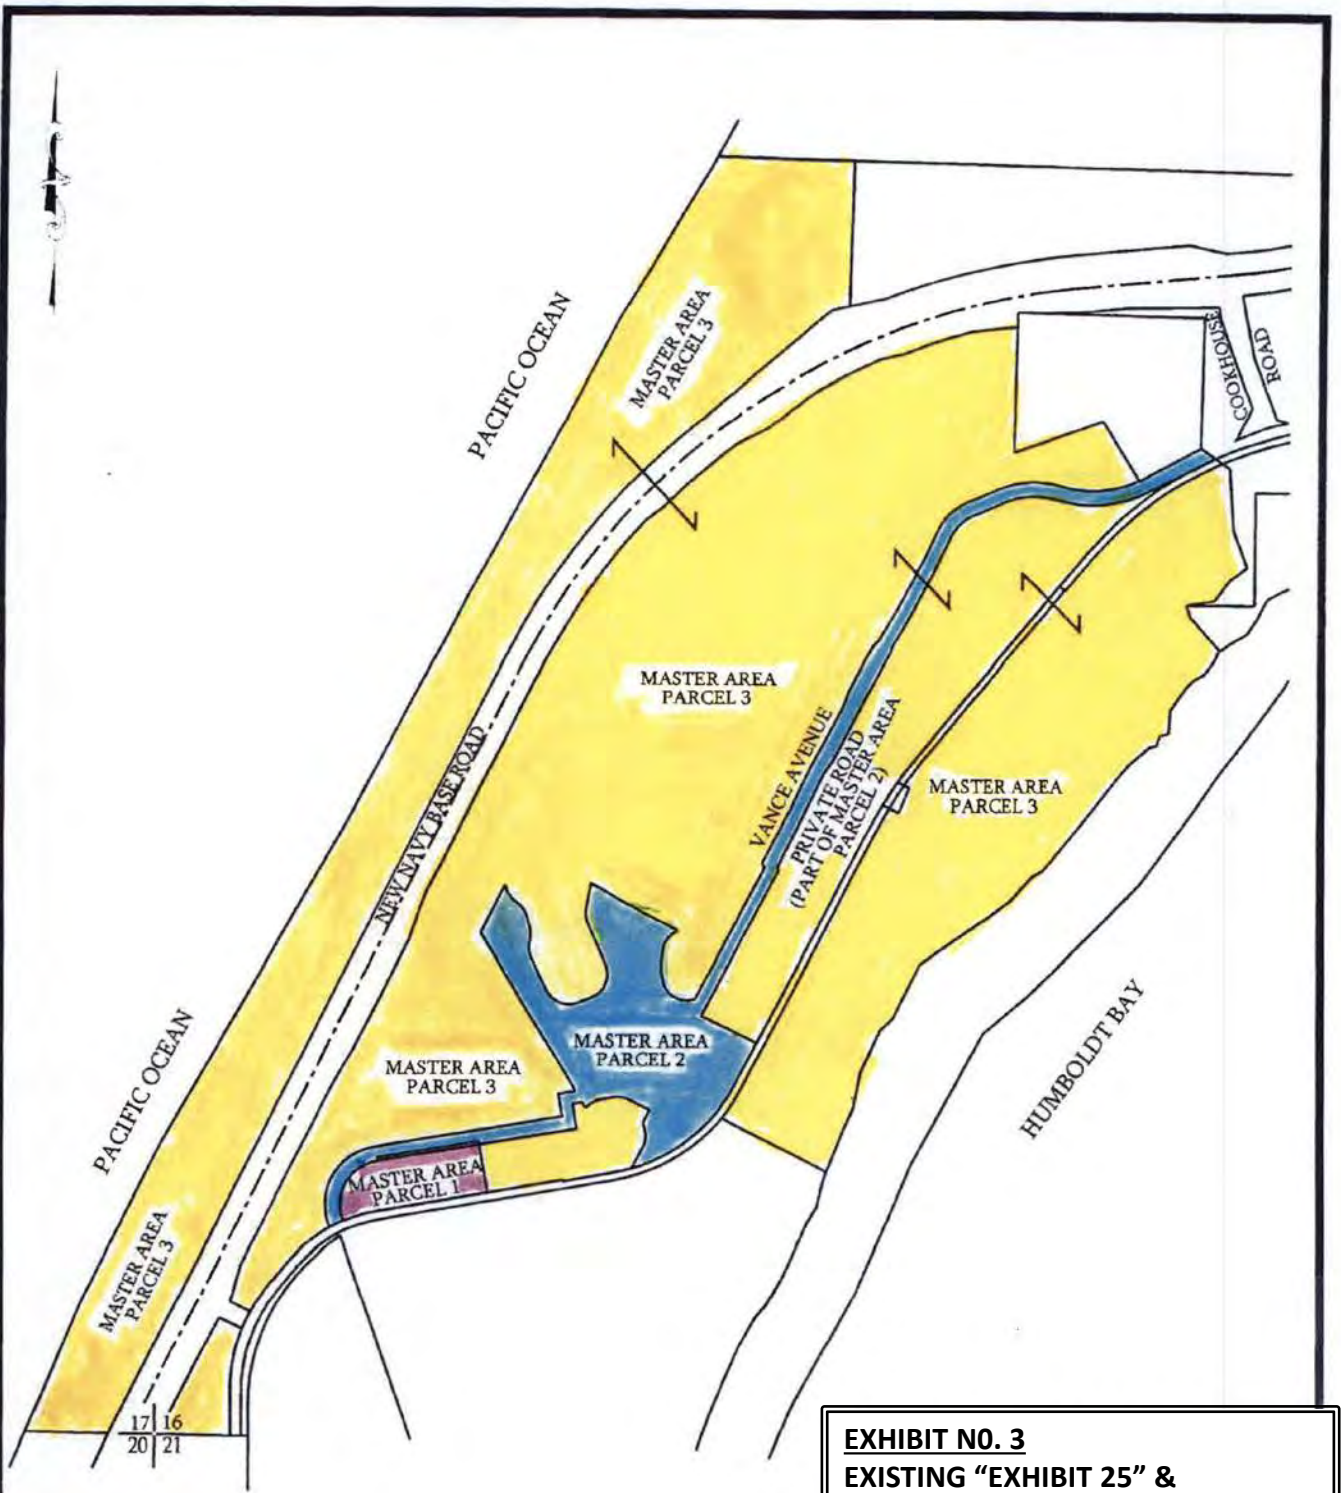 MASTER AREA
PARCEL 3
PACIFIC OCEAN
COOKHOUSE
ROAD
MASTER AREA
PARCEL 3
VANCE AVENUE
PRIVATE ROAD
(PART OF MASTER AREA
PARCEL 2)
MASTER AREA
PARCEL 3
NEW NAVY BASE ROAD
HUMBOLDT BAY
PACIFIC OCEAN
MASTER AREA
PARCEL 2
MASTER AREA
PARCEL 3
MASTER AREA
PARCEL 1
MASTER AREA
PARCEL 3
17 16
20 21
EXHIBIT N0. 3
EXISTING “EXHIBIT 25” &